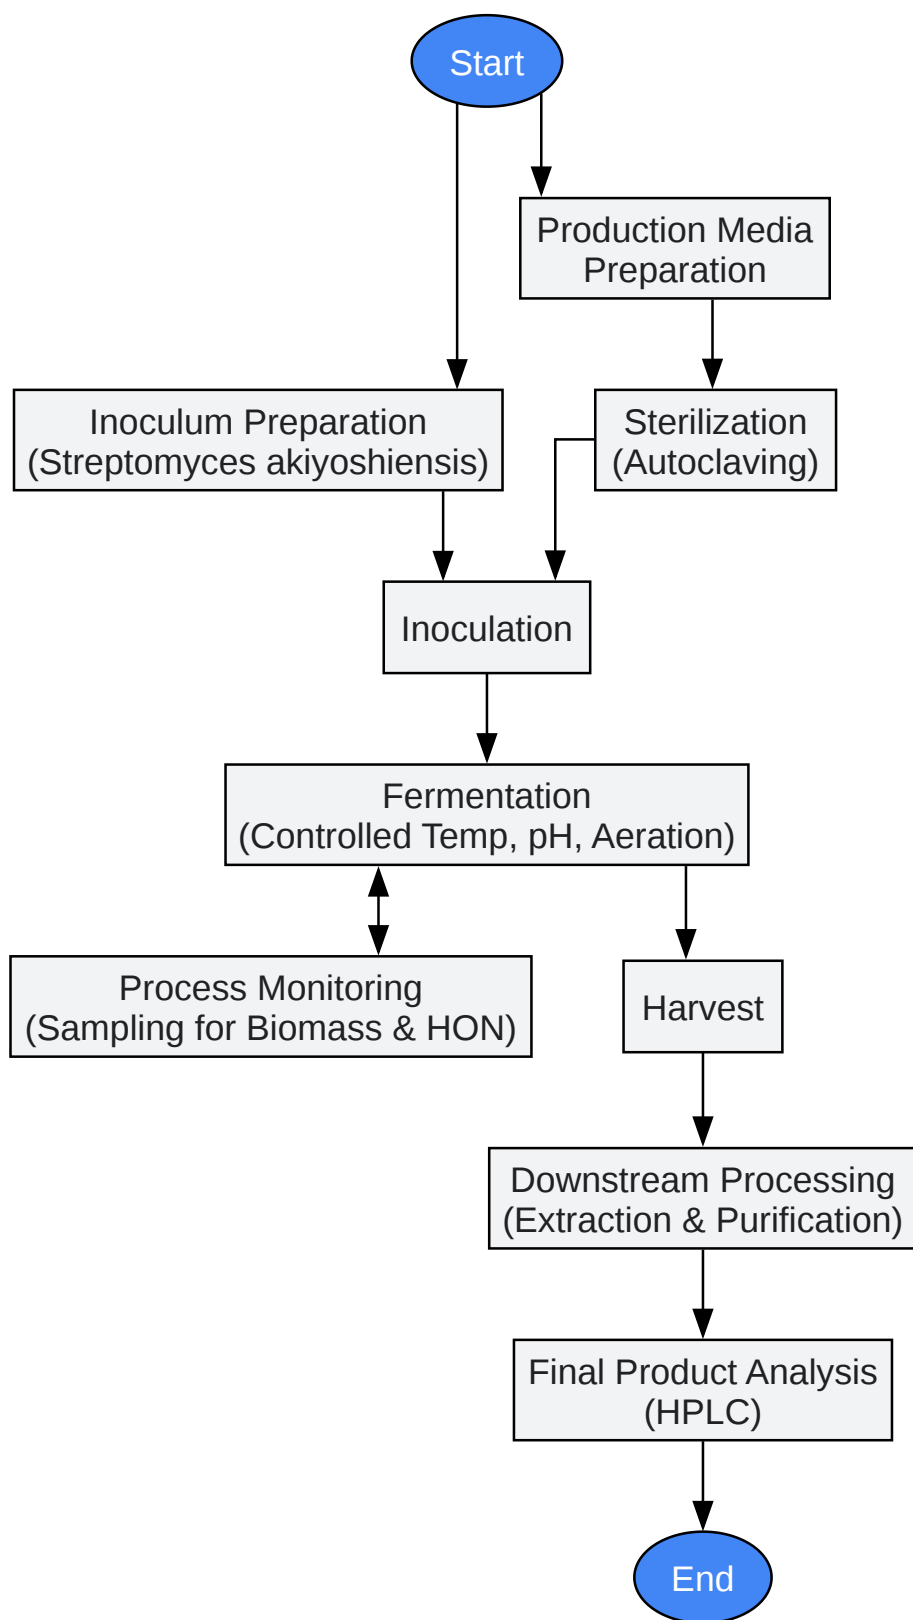 Start
Production Media
Preparation
Inoculum Preparation
(Streptomyces akiyoshiensis)
Sterilization
(Autoclaving)
Inoculation
Fermentation
(Controlled Temp, pH, Aeration)
Process Monitoring
(Sampling for Biomass & HON)
Harvest
Downstream Processing
(Extraction & Purification)
Final Product Analysis
(HPLC)
End